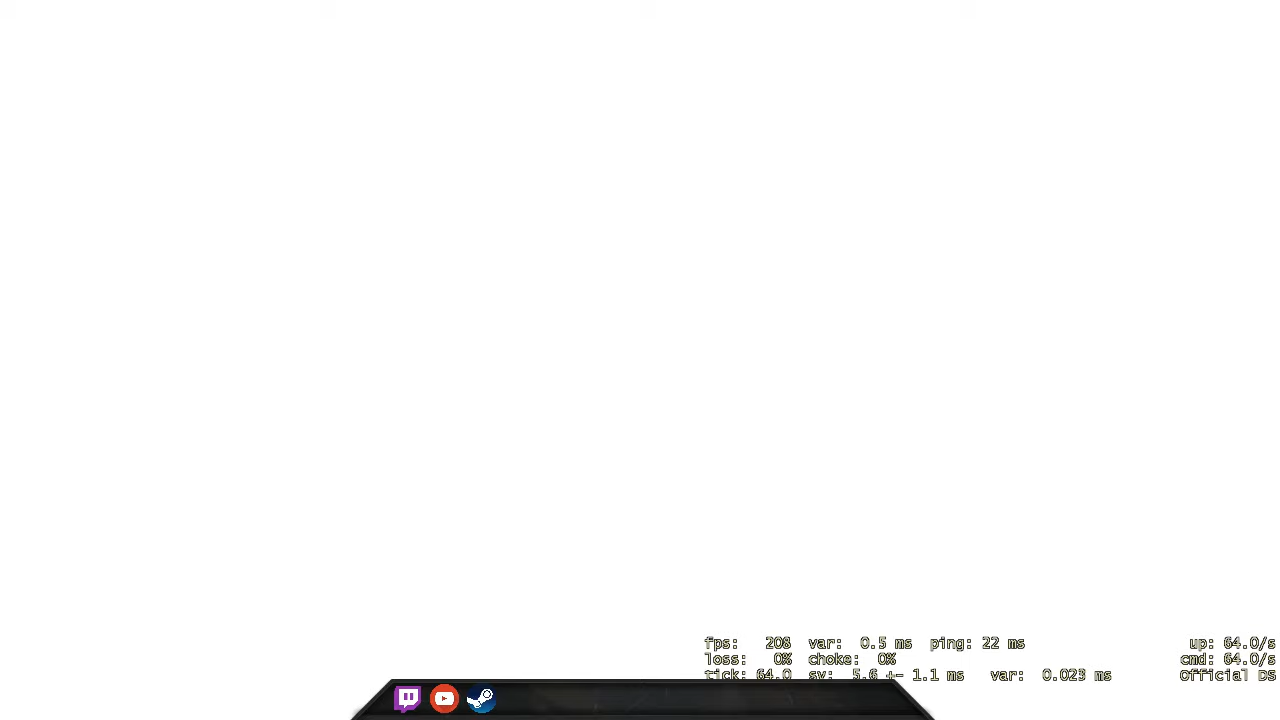 fps: 208 var: 0.5 ms ping: 22 ms up: 64.0/s
loss: 0% choke: 0% cmd: 64.0/s
tick: 64.0 sv: 5.6 +- 1.1 ms var: 0.023 ms Official DS